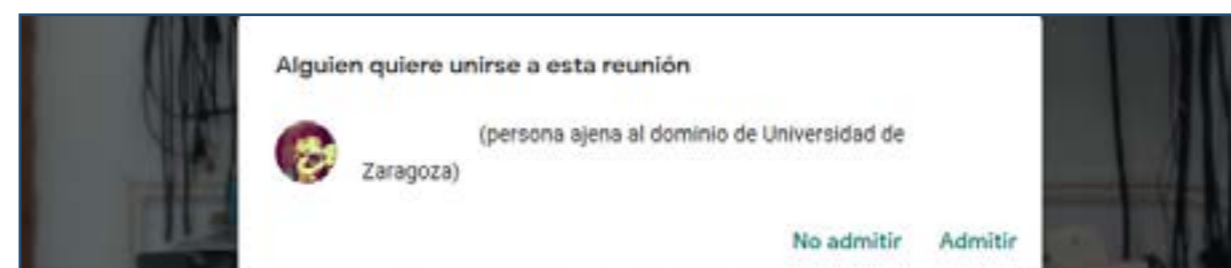 Alguien quiere unirse a esta reunión
(persona ajena al dominio de Universidad de
Zaragoza)
No admitir Admitir